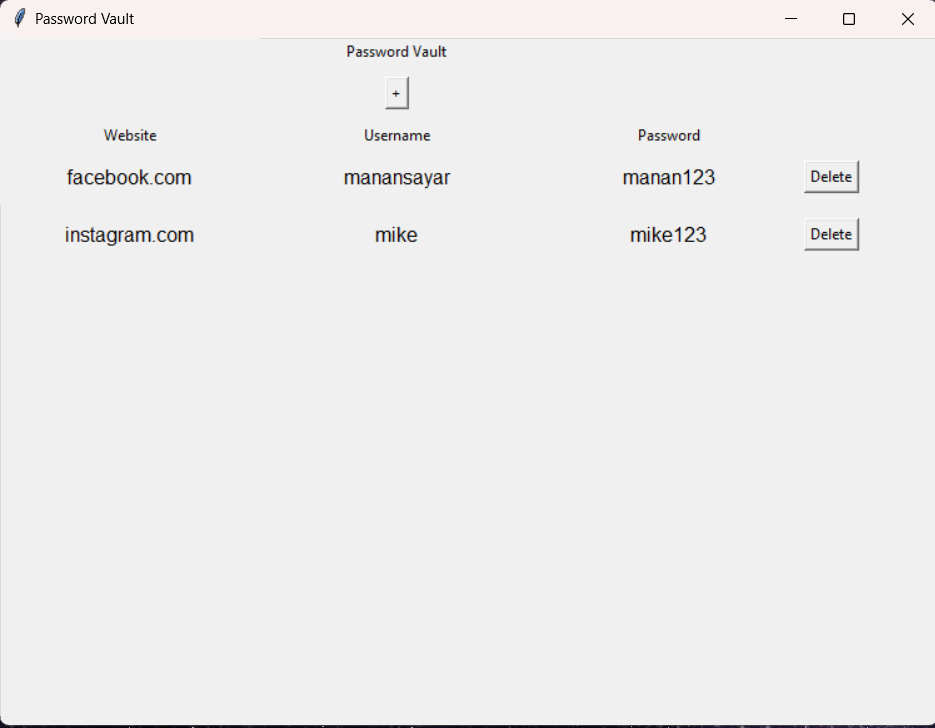 Password Vault
Password Vault
+
Website Username Password
facebook.com manansayar manan123 Delete
instagram.com mike mike123 Delete